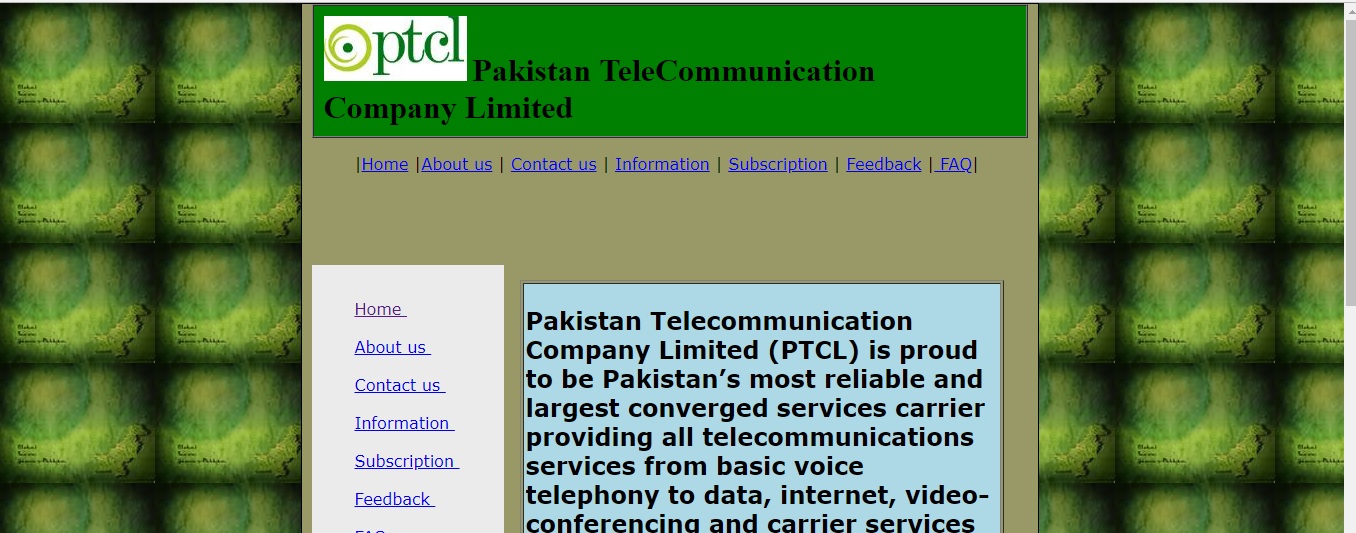 ptcl Pakistan TeleCommunication
Company Limited
|Home |About us | Contact us | Information | Subscription | Feedback | FAQ|
Home
About us
Contact us
Information
Subscription
Feedback
FAQ
Pakistan Telecommunication
Company Limited (PTCL) is proud
to be Pakistan’s most reliable and
largest converged services carrier
providing all telecommunications
services from basic voice
telephony to data, internet, video-
conferencing and carrier services